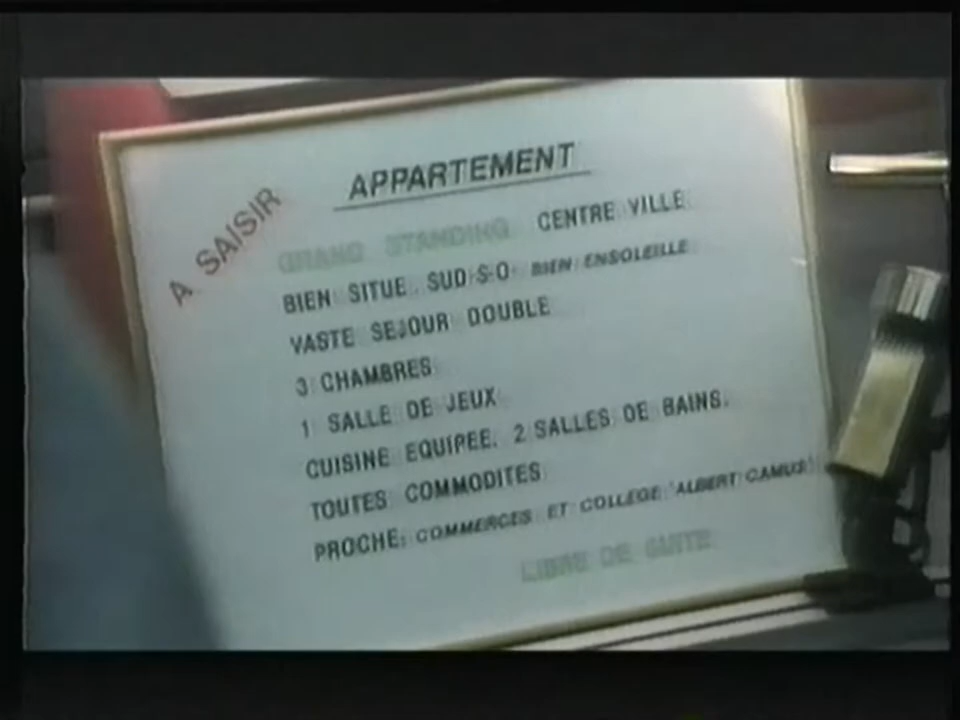 A SAISIR
APPARTEMENT
GRAND STANDING CENTRE VILLE
BIEN SITUE. SUD-S-O BIEN ENSOLEILLE
VASTE SEJOUR DOUBLE
3 CHAMBRES
1 SALLE DE JEUX
CUISINE EQUIPEE. 2 SALLES DE BAINS.
TOUTES COMMODITES
PROCHE: COMMERCES ET COLLEGE "ALBERT CAMUS"
LIBRE DE SUITE